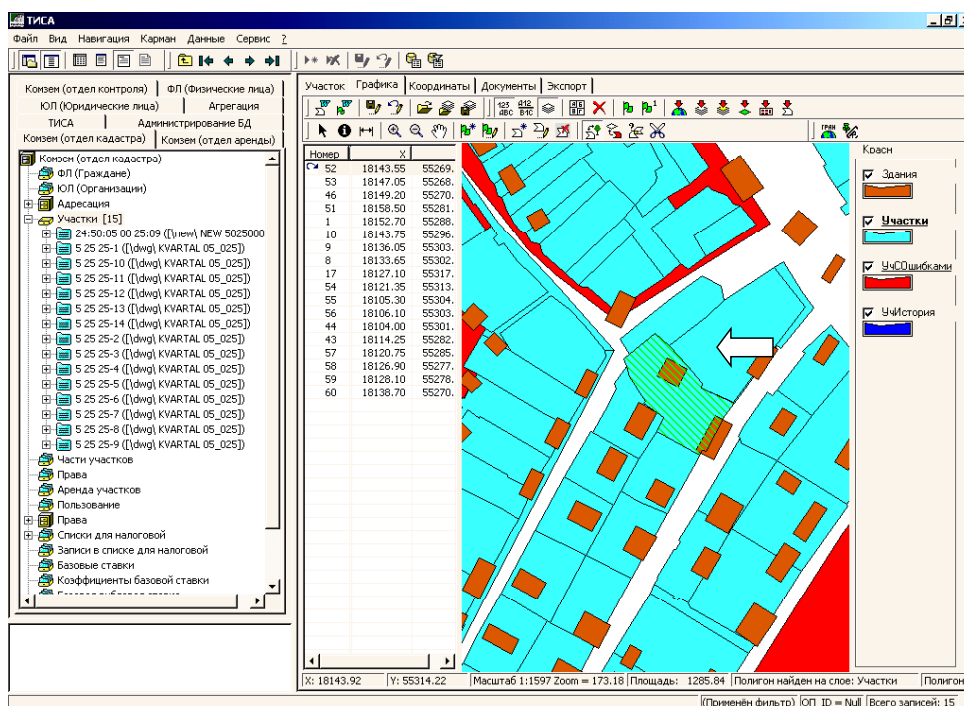 ТИСА
Файл Вид Навигация Карман Данные Сервис ?
Комзем (отдел контроля) ФЛ (Физические лица)
ЮЛ (Юридические лица) Агрегация
ТИСА Администрирование БД
Комзем (отдел кадастра) Комзем (отдел аренды)
Комзем (отдел кадастра)
ФЛ (Граждане)
ЮЛ (Организации)
Адресация
Участки [15]
24:50:05 00 25:09 ([\new\ NEW 5025000
5 25 25-1 ([\dwg\ KVARTAL 05_025])
5 25 25-10 ([\dwg\ KVARTAL 05_025])
5 25 25-11 ([\dwg\ KVARTAL 05_025])
5 25 25-12 ([\dwg\ KVARTAL 05_025])
5 25 25-13 ([\dwg\ KVARTAL 05_025])
5 25 25-14 ([\dwg\ KVARTAL 05_025])
5 25 25-2 ([\dwg\ KVARTAL 05_025])
5 25 25-3 ([\dwg\ KVARTAL 05_025])
5 25 25-4 ([\dwg\ KVARTAL 05_025])
5 25 25-5 ([\dwg\ KVARTAL 05_025])
5 25 25-6 ([\dwg\ KVARTAL 05_025])
5 25 25-7 ([\dwg\ KVARTAL 05_025])
5 25 25-8 ([\dwg\ KVARTAL 05_025])
5 25 25-9 ([\dwg\ KVARTAL 05_025])
Части участков
Права
Аренда участков
Пользование
Права
Списки для налоговой
Записи в списке для налоговой
Базовые ставки
Коэффициенты базовой ставки
Участок Графика Координаты Документы Экспорт
Номер X
52 18143.55 55269.
53 18147.05 55268.
46 18149.20 55270.
51 18158.50 55281.
1 18152.70 55288.
10 18143.75 55296.
9 18136.05 55303.
8 18133.65 55302.
17 18127.10 55317.
54 18121.35 55313.
55 18105.30 55304.
56 18106.10 55303.
44 18104.00 55301.
43 18114.25 55282.
57 18120.75 55285.
58 18126.90 55277.
59 18128.10 55278.
60 18138.70 55270.
Красн
Здания
Участки
УчСОшибками
УчИстория
X: 18143.92 Y: 55314.22 Масштаб 1:1597 Zoom = 173.18 Площадь: 1285.84 Полигон найден на слое: Участки Полигон
(Применён фильтр) ОП_ID = Null Всего записей: 15